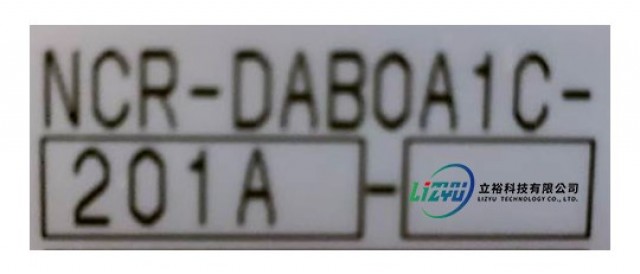 NCR-DAB0A1C-
201A -
LIZYU 立裕科技有限公司
LIZYU TECHNOLOGY CO., LTD.